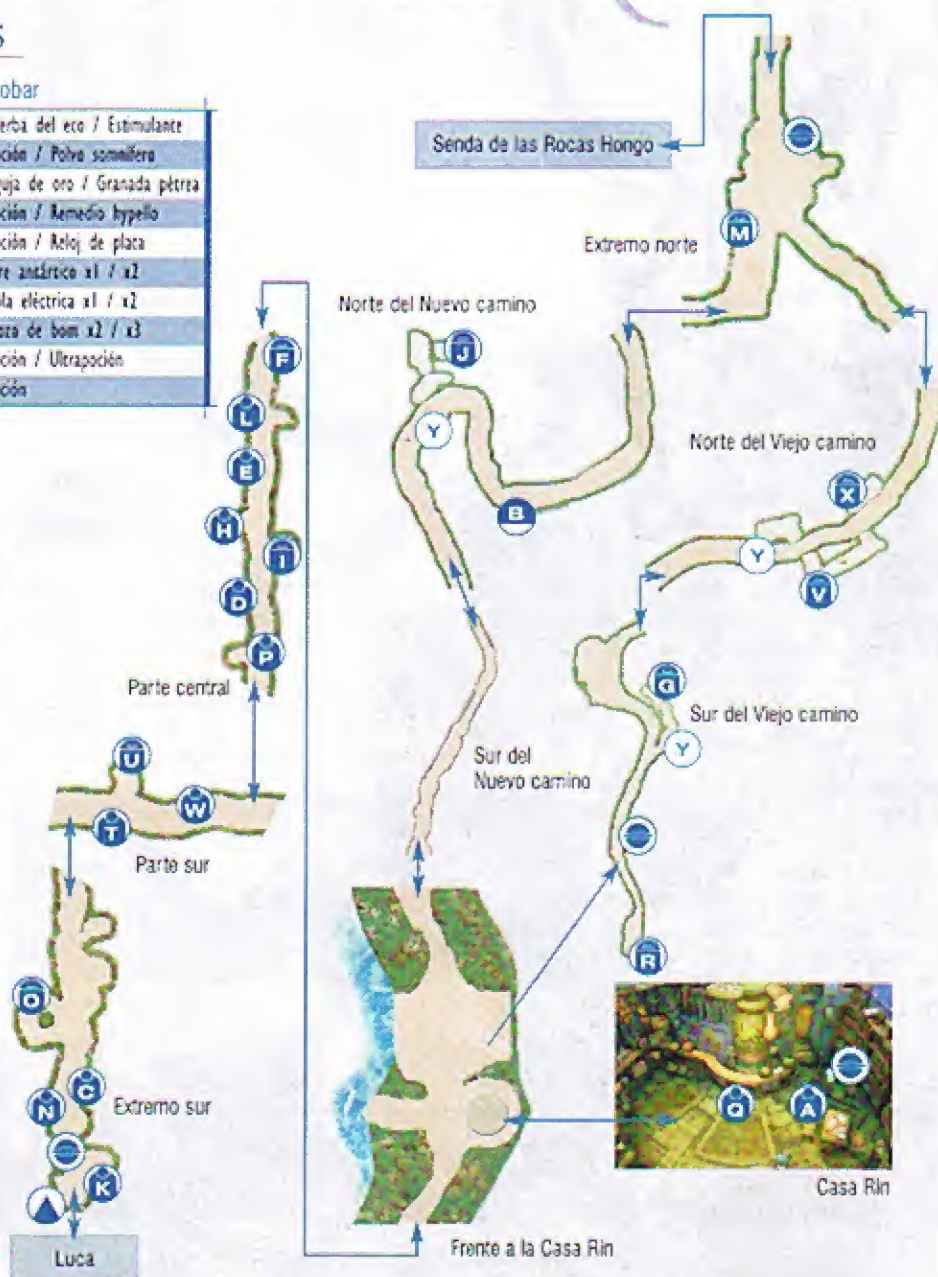 obar
erba del eco / Estimulante
ción / Polvo somnífero
uja de oro / Granada pétrea
ción / Remedio hypello
ción / Reloj de plata
re antártico x1 / x2
la eléctrica x1 / x2
ozo de bom x2 / x3
ción / Ultrapoción
ción
Senda de las Rocas Hongo
M
Extremo norte
Norte del Nuevo camino
F
J
L
Y
Norte del Viejo camino
E
X
B
H
I
Y
V
D
P
G
Parte central
Sur del Viejo camino
Y
U
Sur del
Nuevo camino
W
T
Parte sur
R
O
C
N
Extremo sur
Q
A
K
Casa Rin
Luca
Frente a la Casa Rin